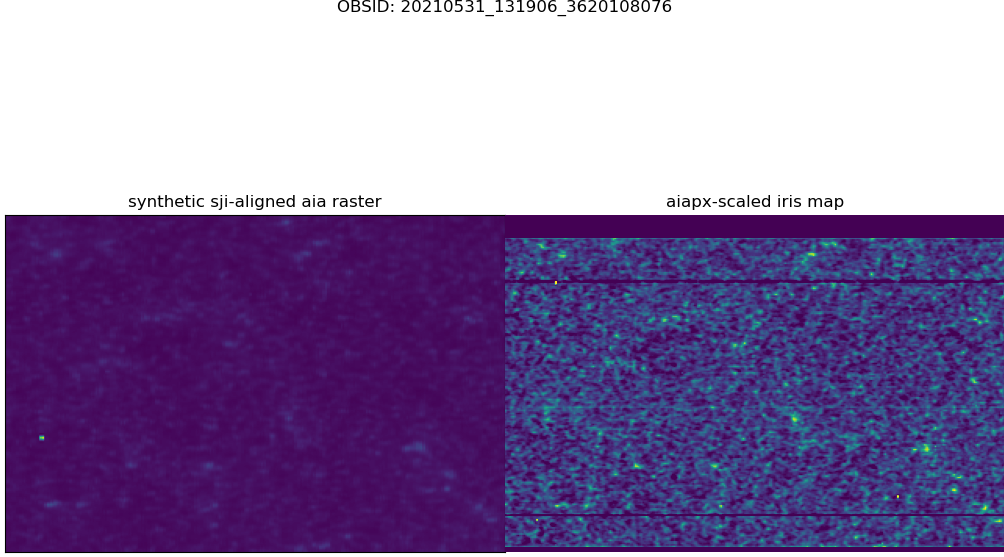 OBSID: 20210531_131906_3620108076
synthetic sji-aligned aia raster
aiapx-scaled iris map